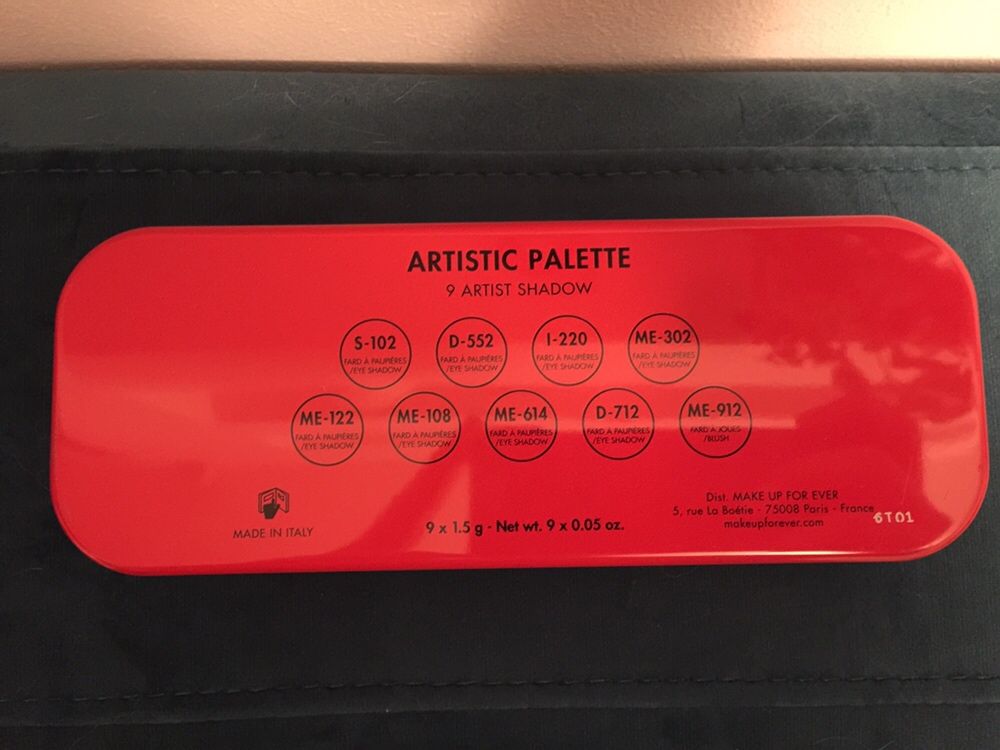 ARTISTIC PALETTE
9 ARTIST SHADOW
S-102
FARD À PAUPIÈRES
/EYE SHADOW
D-552
FARD À PAUPIÈRES
/EYE SHADOW
I-220
FARD À PAUPIÈRES
/EYE SHADOW
ME-302
FARD À PAUPIÈRES
/EYE SHADOW
ME-122
FARD À PAUPIÈRES
/EYE SHADOW
ME-108
FARD À PAUPIÈRES
/EYE SHADOW
ME-614
FARD À PAUPIÈRES
/EYE SHADOW
D-712
FARD À PAUPIÈRES
/EYE SHADOW
ME-912
FARD À JOUES
/BLUSH
MADE IN ITALY
9 x 1.5 g - Net wt. 9 x 0.05 oz.
Dist. MAKE UP FOR EVER
5, rue La Boétie - 75008 Paris - France
makeupforever.com
6T01